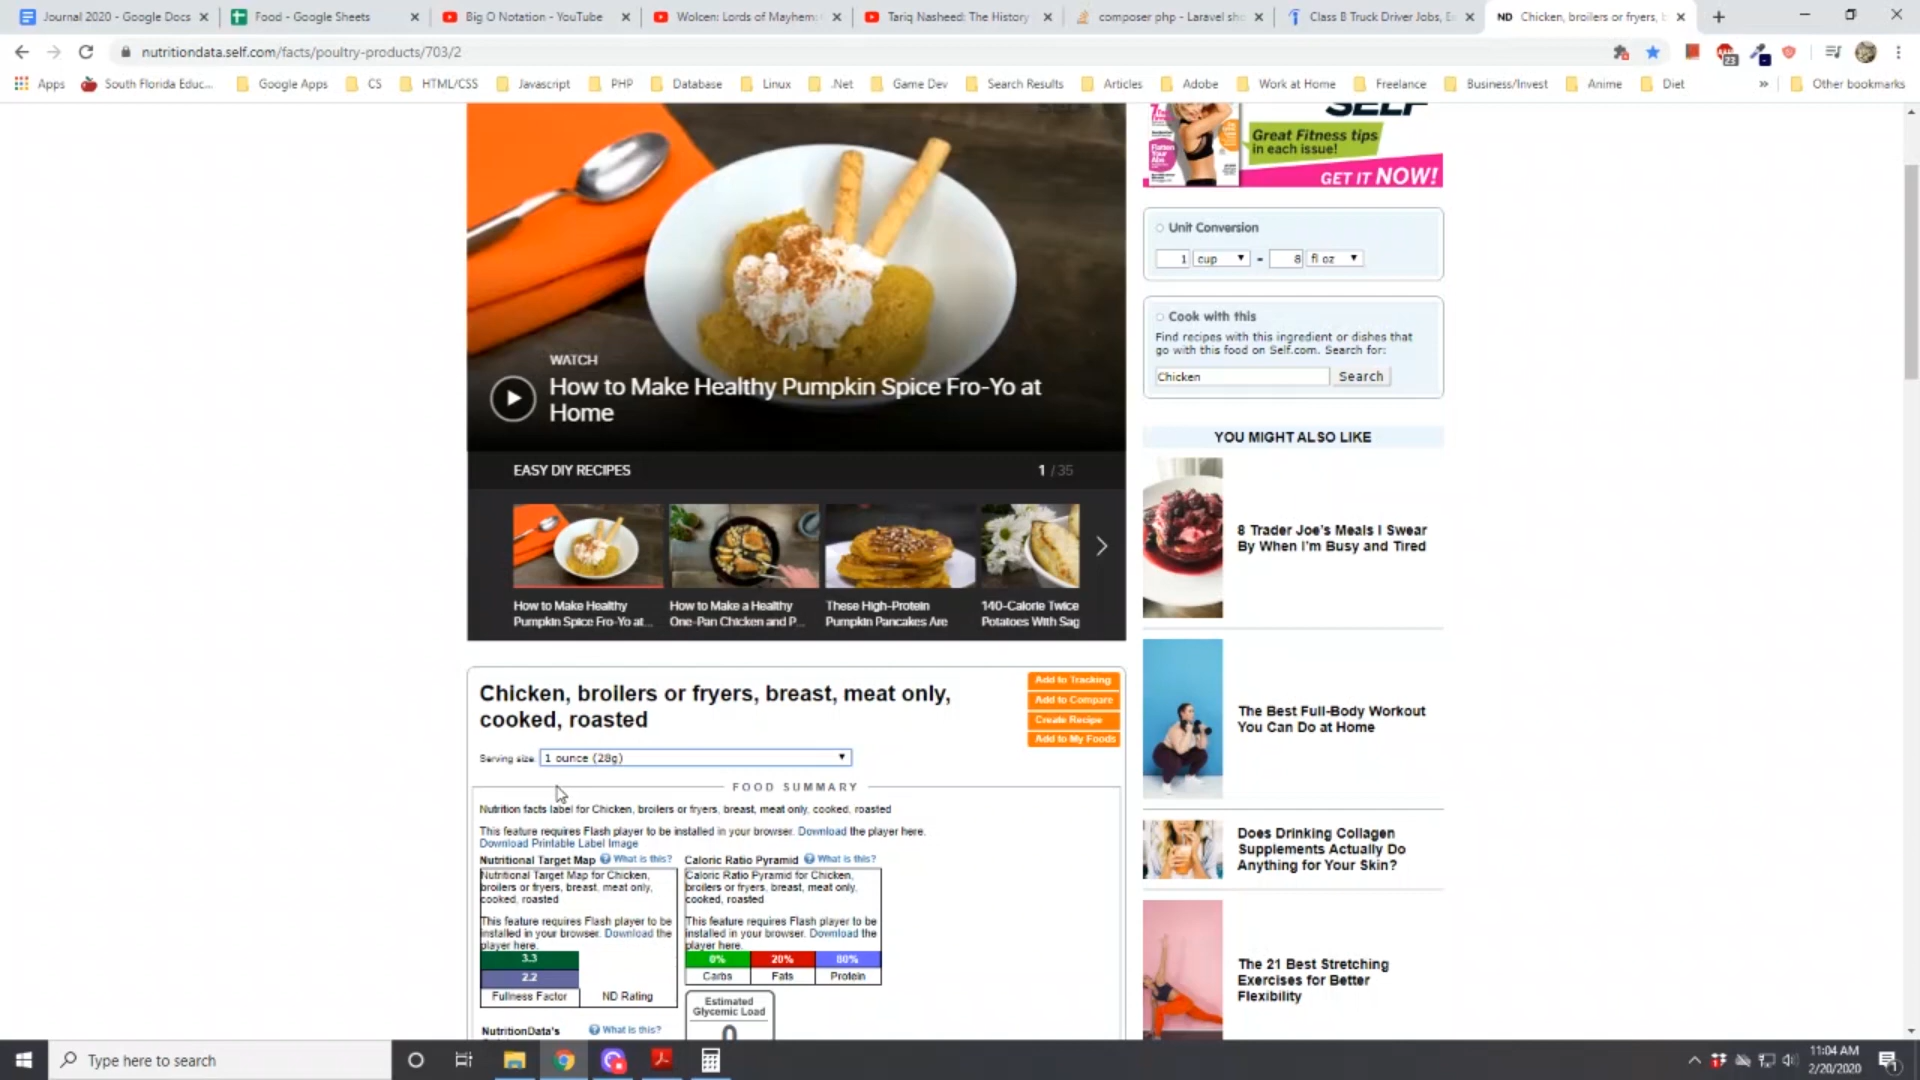 Journal 2020 - Google Docs
Food - Google Sheets
Big O Notation - YouTube
Wolcen: Lords of Mayhem:
Tariq Nasheed: The History
composer php - Laravel sh
Class B Truck Driver Jobs, E
ND Chicken, broilers or fryers, b
nutritiondata.self.com/facts/poultry-products/703/2
23
Apps
South Florida Educ...
Google Apps
CS
HTML/CSS
Javascript
PHP
Database
Linux
.Net
Game Dev
Search Results
Articles
Adobe
Work at Home
Freelance
Business/Invest
Anime
Diet
»
Other bookmarks
SELF
Great Fitness tips
in each issue!
GET IT NOW!
Unit Conversion
1 cup = 8 fl oz
Cook with this
Find recipes with this ingredient or dishes that
go with this food on Self.com. Search for:
Chicken
Search
WATCH
How to Make Healthy Pumpkin Spice Fro-Yo at
Home
EASY DIY RECIPES
1 / 35
How to Make Healthy
Pumpkin Spice Fro-Yo at...
How to Make a Healthy
One-Pan Chicken and P...
These High-Protein
Pumpkin Pancakes Are
140-Calorie Twice
Potatoes With Sag
YOU MIGHT ALSO LIKE
8 Trader Joe's Meals I Swear
By When I'm Busy and Tired
The Best Full-Body Workout
You Can Do at Home
Does Drinking Collagen
Supplements Actually Do
Anything for Your Skin?
The 21 Best Stretching
Exercises for Better
Flexibility
Chicken, broilers or fryers, breast, meat only,
cooked, roasted
Add to Tracking
Add to Compare
Create Recipe
Add to My Foods
Serving size: 1 ounce (28g)
FOOD SUMMARY
Nutrition facts label for Chicken, broilers or fryers, breast, meat only, cooked, roasted
This feature requires Flash player to be installed in your browser. Download the player here.
Download Printable Label Image
Nutritional Target Map What is this?
Nutritional Target Map for Chicken,
broilers or fryers, breast, meat only,
cooked, roasted
This feature requires Flash player to be
installed in your browser. Download the
player here.
3.3
2.2
Fullness Factor
ND Rating
Caloric Ratio Pyramid What is this?
Caloric Ratio Pyramid for Chicken,
broilers or fryers, breast, meat only,
cooked, roasted
This feature requires Flash player to be
installed in your browser. Download the
player here.
0% 20% 80%
Carbs Fats Protein
Estimated
Glycemic Load
0
NutritionData's What is this?
Type here to search
11:04 AM
2/20/2020
1